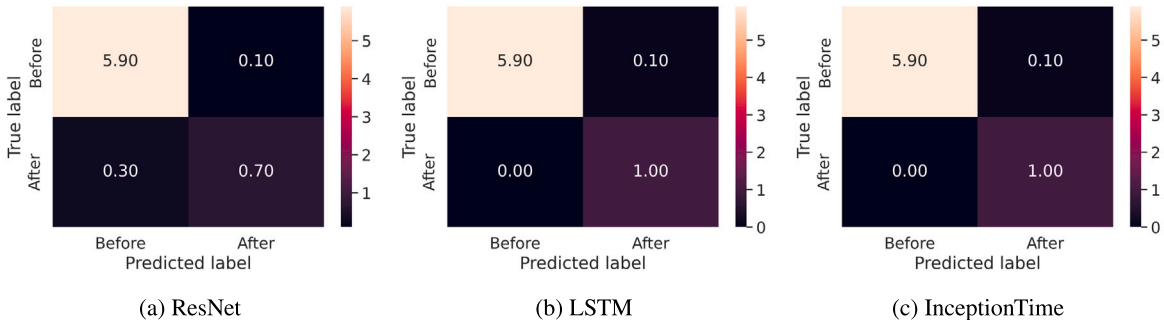 True label
Before
After
5.90
0.10
0.30
0.70
Before
After
Predicted label
5
4
3
2
1
(a) ResNet
True label
Before
After
5.90
0.10
0.00
1.00
Before
After
Predicted label
5
4
3
2
1
0
(b) LSTM
True label
Before
After
5.90
0.10
0.00
1.00
Before
After
Predicted label
5
4
3
2
1
0
(c) InceptionTime